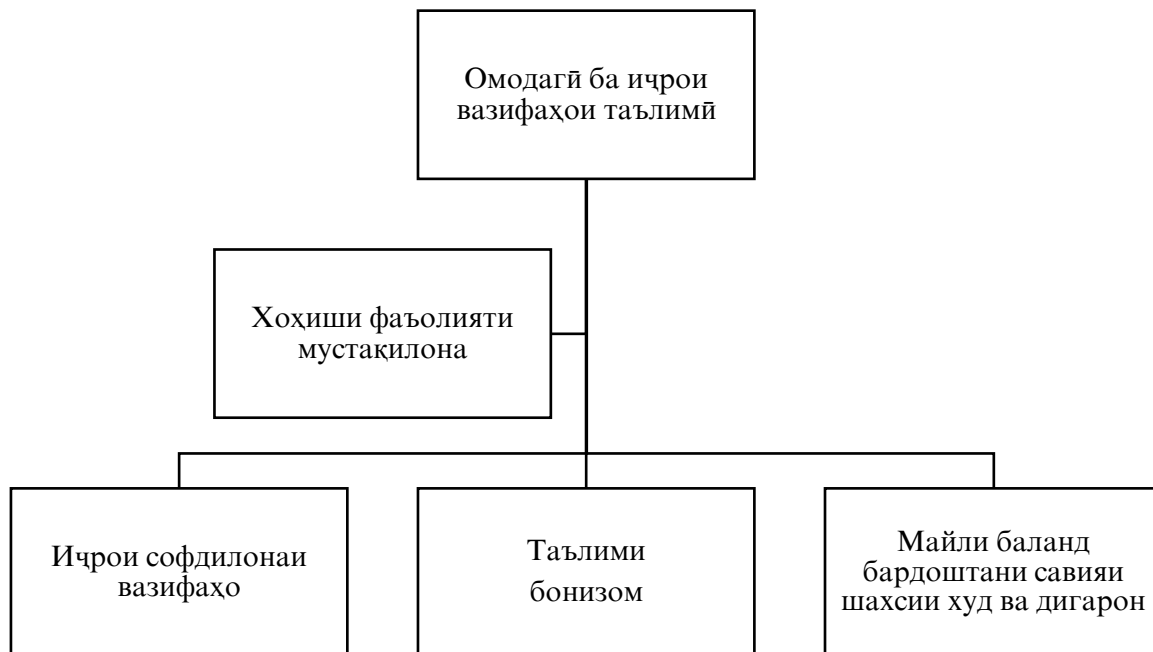 Омодагӣ ба иҷрои
вазифаҳои таълимӣ
Хоҳиши фаъолияти
мустақилона
Иҷрои софдилонаи
вазифаҳо
Таълими
бонизом
Майли баланд
бардоштани савияи
шахсии худ ва дигарон